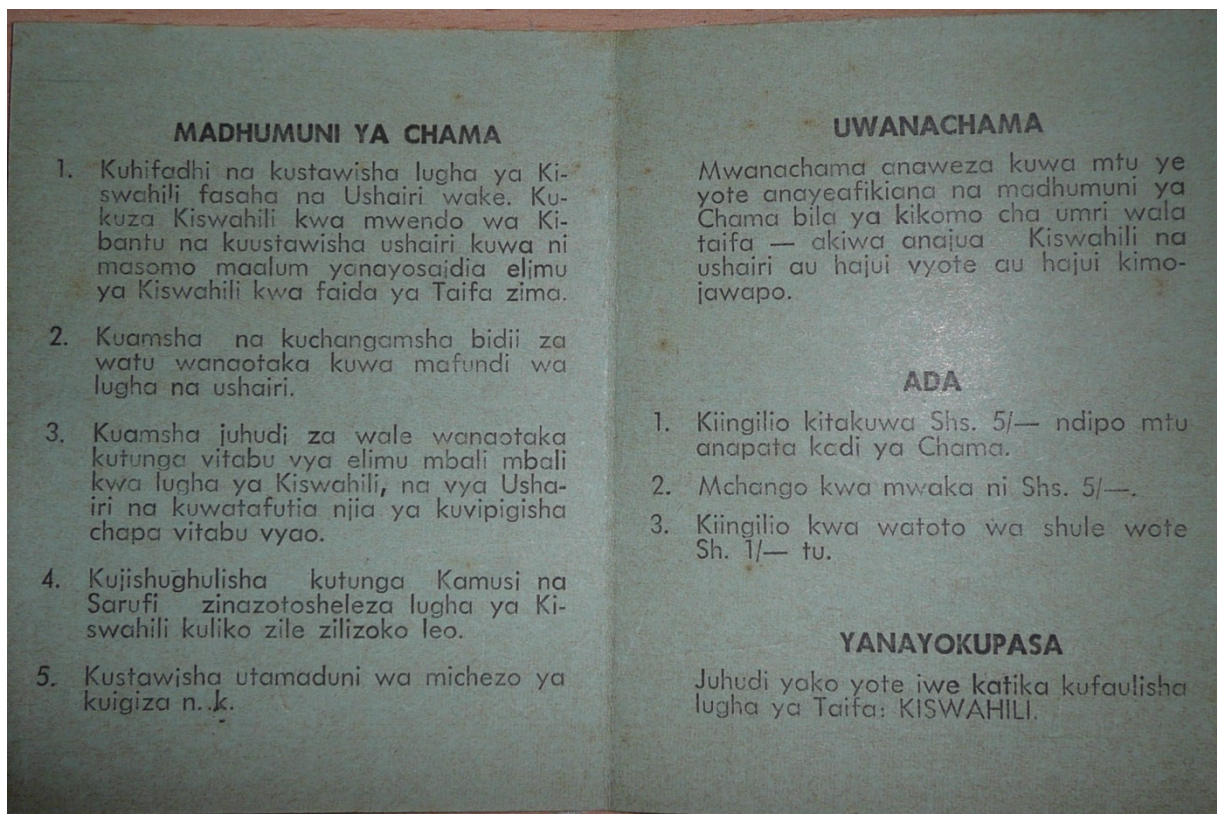 MADHUMUNI YA CHAMA
1. Kuhifadhi na kustawisha lugha ya Ki-
swahili fasaha na Ushairi wake. Ku-
kuza Kiswahili kwa mwendo wa Ki-
bantu na kuustawisha ushairi kuwa ni
masomo maalum yanayosaidia elimu
ya Kiswahili kwa faida ya Taifa zima.
2. Kuamsha na kuchangamsha bidii za
watu wanaotaka kuwa mafundi wa
lugha na ushairi.
3. Kuamsha juhudi za wale wanaotaka
kutunga vitabu vya elimu mbali mbali
kwa lugha ya Kiswahili, na vya Usha-
iri na kuwatafutia njia ya kuvipigisha
chapa vitabu vyao.
4. Kujishughulisha kutunga Kamusi na
Sarufi zinazotosheleza lugha ya Ki-
swahili kuliko zile zilizoko leo.
5. Kustawisha utamaduni wa michezo ya
kuigiza n..k.
UWANACHAMA
Mwanachama anaweza kuwa mtu ye
yote anayeafikiana na madhumuni ya
Chama bila ya kikomo cha umri wala
taifa — akiwa anajua Kiswahili na
ushairi au hajui vyote au hajui kimo-
jawapo.
ADA
1. Kiingilio kitakuwa Shs. 5/— ndipo mtu
anapata kadi ya Chama.
2. Mchango kwa mwaka ni Shs. 5/—.
3. Kiingilio kwa watoto wa shule wote
Sh. 1/— tu.
YANAYOKUPASA
Juhudi yako yote iwe katika kufaulisha
lugha ya Taifa: KISWAHILI.